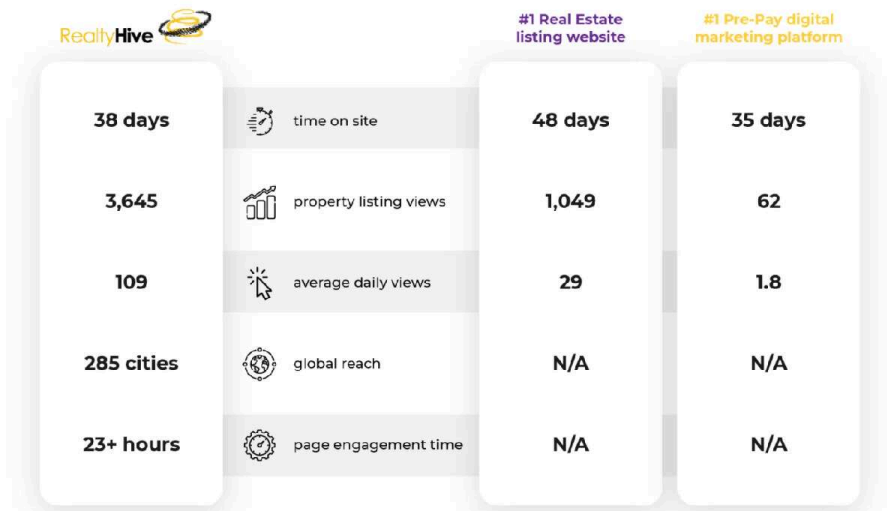 RealtyHive
#1 Real Estate
listing website
#1 Pre-Pay digital
marketing platform
38 days
time on site
48 days
35 days
3,645
property listing views
1,049
62
109
average daily views
29
1.8
285 cities
global reach
N/A
N/A
23+ hours
page engagement time
N/A
N/A